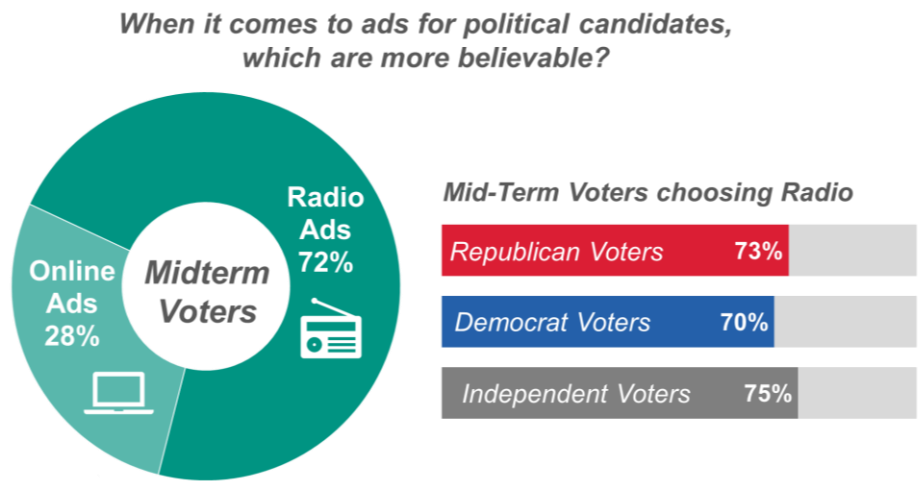 When it comes to ads for political candidates,
which are more believable?
Radio
Ads
72%
Online
Ads
28%
Midterm
Voters
Mid-Term Voters choosing Radio
Republican Voters 73%
Democrat Voters 70%
Independent Voters 75%